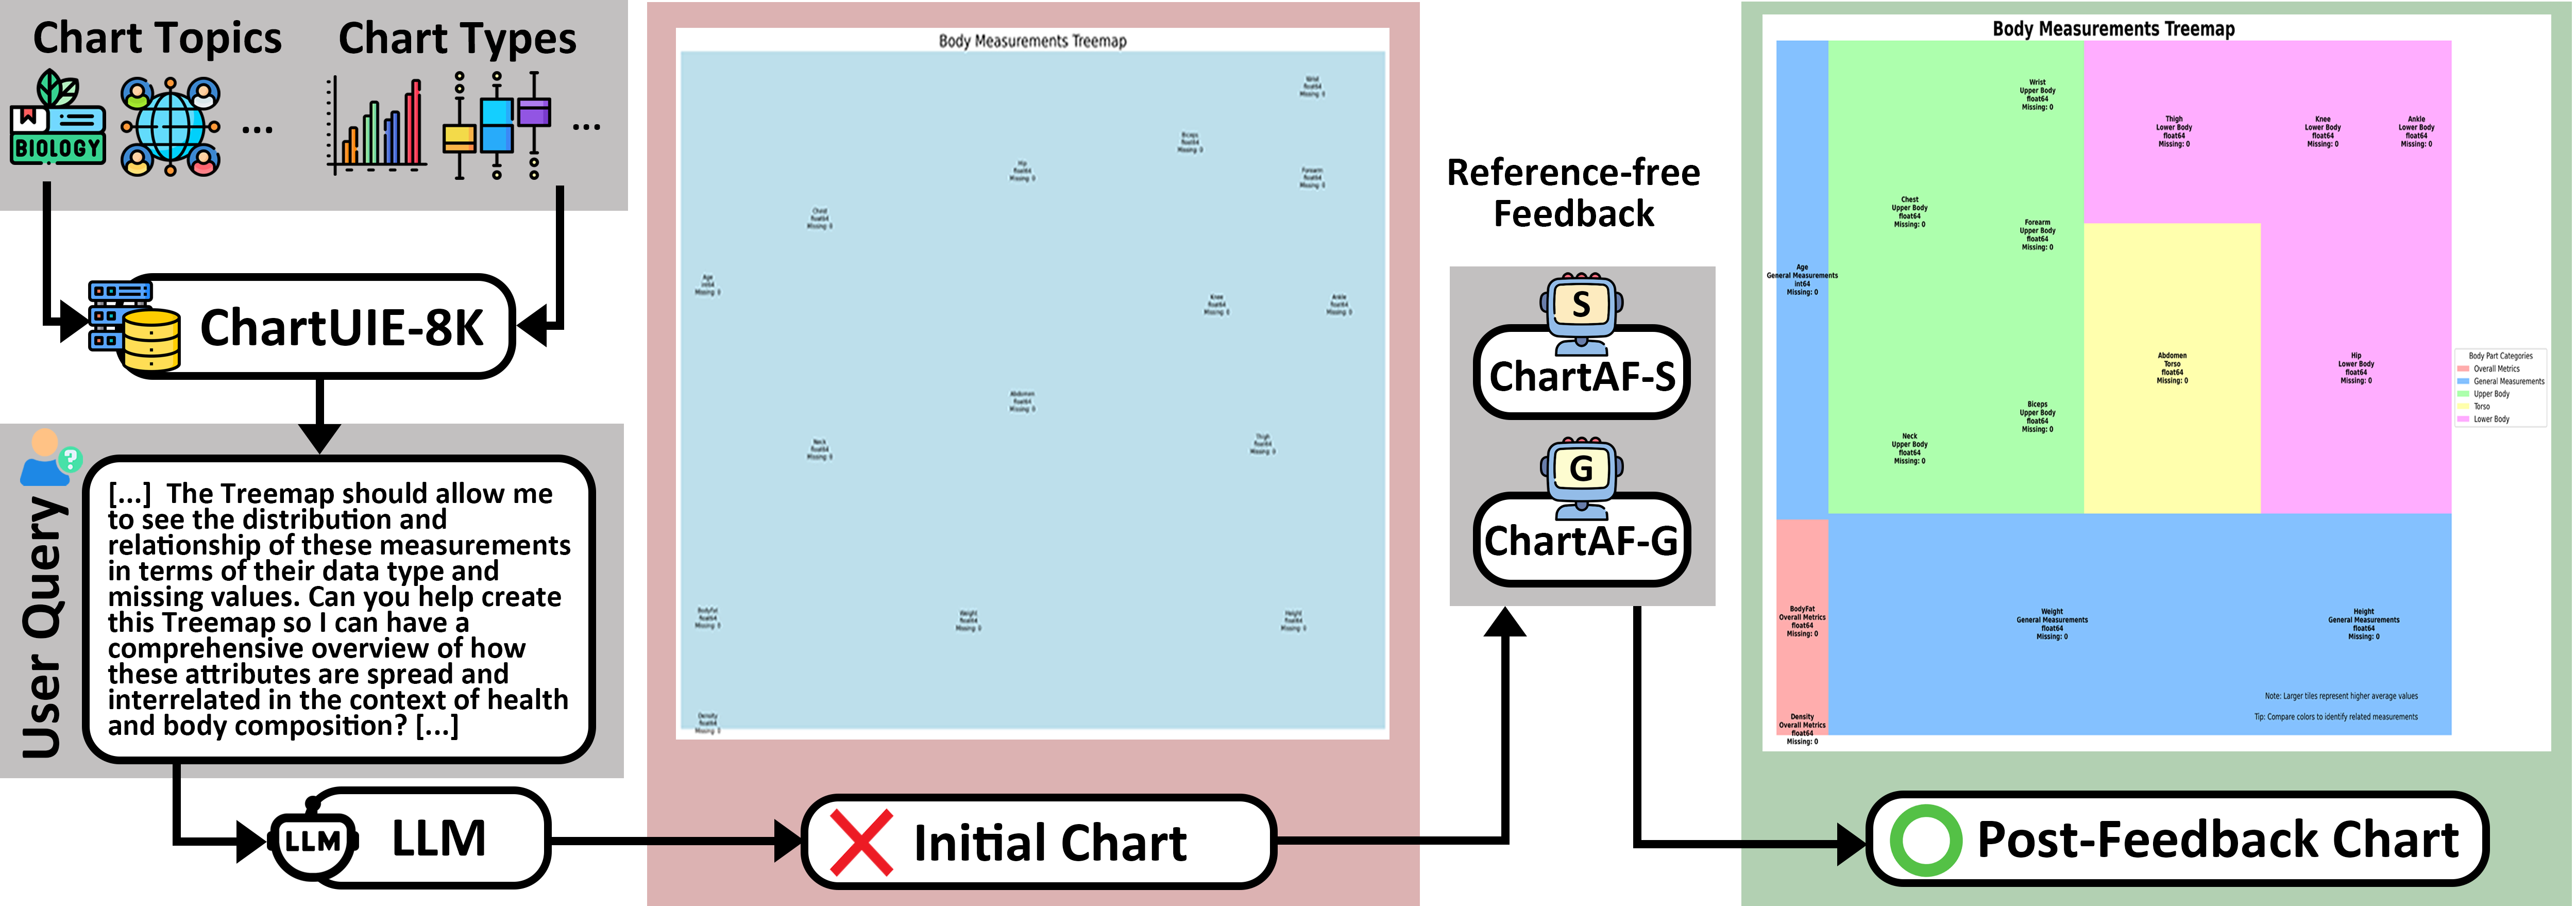 Chart Topics
Chart Types
BIOLOGY
...
...
ChartUIE-8K
User Query
?
[...] The Treemap should allow me
to see the distribution and
relationship of these measurements
in terms of their data type and
missing values. Can you help create
this Treemap so I can have a
comprehensive overview of how
these attributes are spread and
interrelated in the context of health
and body composition? [...]
LLM
LLM
Body Measurements Treemap
Wrist
float64
Missing: 0
Biceps
float64
Missing: 0
Hip
float64
Missing: 0
Forearm
float64
Missing: 0
Chest
float64
Missing: 0
Age
int64
Missing: 0
Knee
float64
Missing: 0
Ankle
float64
Missing: 0
Abdomen
float64
Missing: 0
Neck
float64
Missing: 0
Thigh
float64
Missing: 0
BodyFat
float64
Missing: 0
Weight
float64
Missing: 0
Height
float64
Missing: 0
Density
float64
Missing: 0
Initial Chart
Reference-free
Feedback
S
ChartAF-S
G
ChartAF-G
Body Measurements Treemap
Wrist
Upper Body
float64
Missing: 0
Thigh
Lower Body
float64
Missing: 0
Knee
Lower Body
float64
Missing: 0
Ankle
Lower Body
float64
Missing: 0
Chest
Upper Body
float64
Missing: 0
Forearm
Upper Body
float64
Missing: 0
Age
General Measurements
int64
Missing: 0
Abdomen
Torso
float64
Missing: 0
Hip
Lower Body
float64
Missing: 0
Biceps
Upper Body
float64
Missing: 0
Neck
Upper Body
float64
Missing: 0
Body Part Categories
Overall Metrics
General Measurements
Upper Body
Torso
Lower Body
BodyFat
Overall Metrics
float64
Missing: 0
Weight
General Measurements
float64
Missing: 0
Height
General Measurements
float64
Missing: 0
Note: Larger tiles represent higher average values
Tip: Compare colors to identify related measurements
Density
Overall Metrics
float64
Missing: 0
Post-Feedback Chart